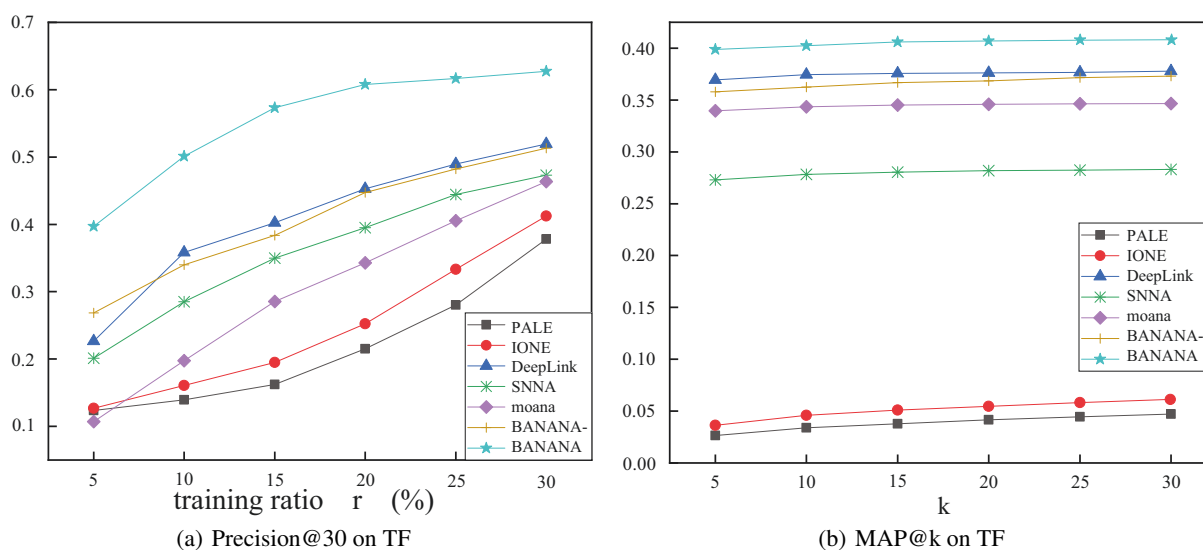 0.7
0.6
0.5
0.4
0.3
0.2
0.1
PALE
IONE
DeepLink
SNNA
moana
BANANA-
BANANA
5 10 15 20 25 30
training ratio r (%)
(a) Precision@30 on TF
0.40
0.35
0.30
0.25
0.20
0.15
0.10
0.05
0.00
PALE
IONE
DeepLink
SNNA
moana
BANANA-
BANANA
5 10 15 20 25 30
k
(b) MAP@k on TF